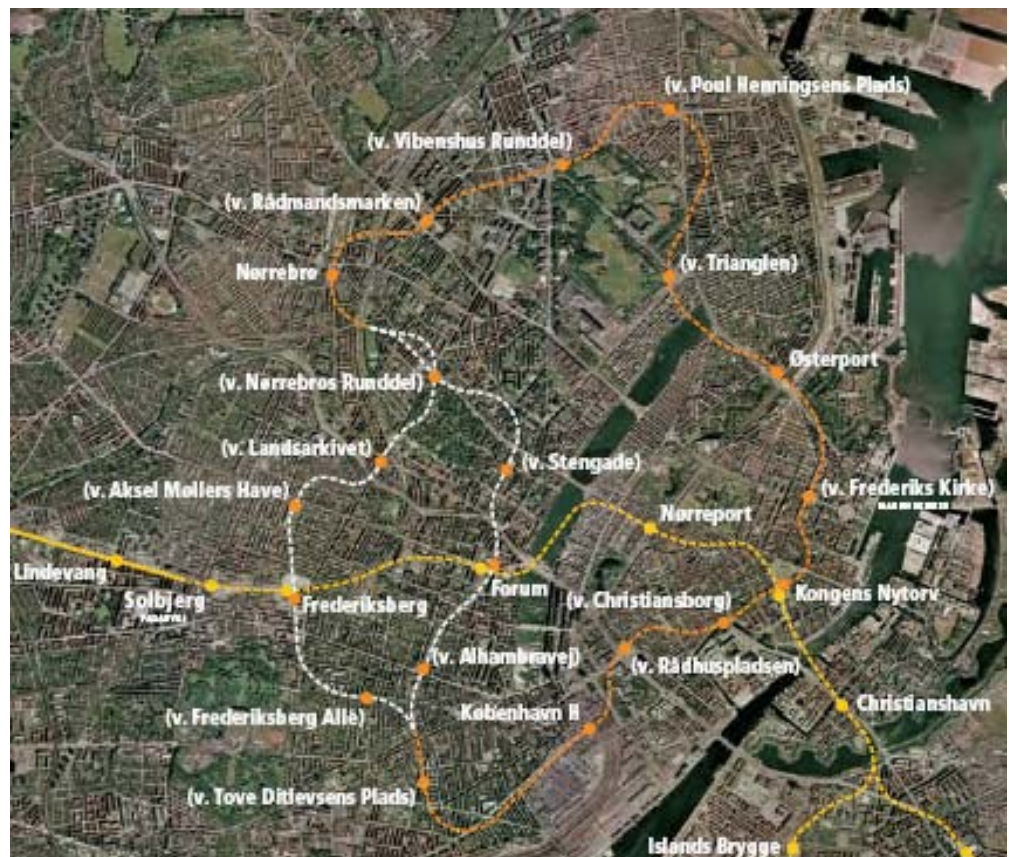 (v. Poul Henningsens Plads)
(v. Vibenshus Runddel)
(v. Rådmandsmarken)
Nørrebro
(v. Trianglen)
Østerport
(v. Nørrebros Runddel)
(v. Landsarkivet)
(v. Stengade)
(v. Aksel Møllers Have)
(v. Frederiks Kirke)
Nørreport
Lindevang
Solbjerg
Frederiksberg
Forum
(v. Christiansborg)
Kongens Nytorv
(v. Alhambravej)
(v. Rådhuspladsen)
(v. Frederiksberg Alle)
København H
Christianshavn
(v. Tove Ditlevsens Plads)
Islands Brygge